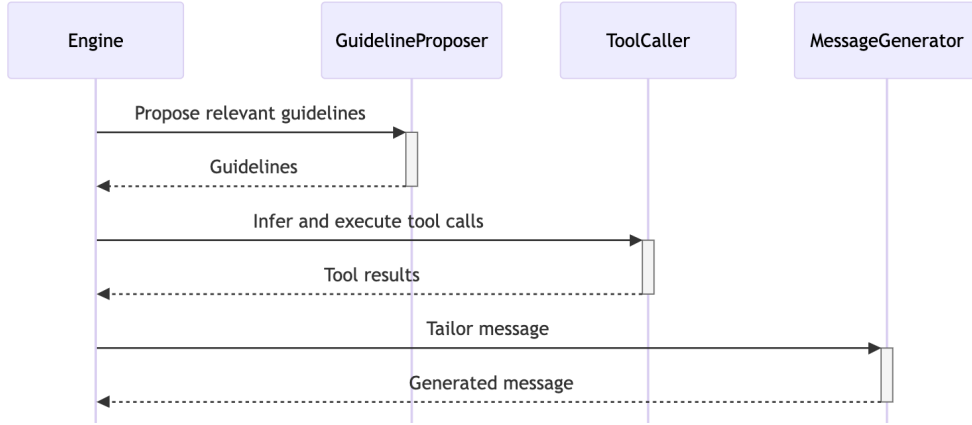 Engine
GuidelineProposer
ToolCaller
MessageGenerator
Propose relevant guidelines
Guidelines
Infer and execute tool calls
Tool results
Tailor message
Generated message